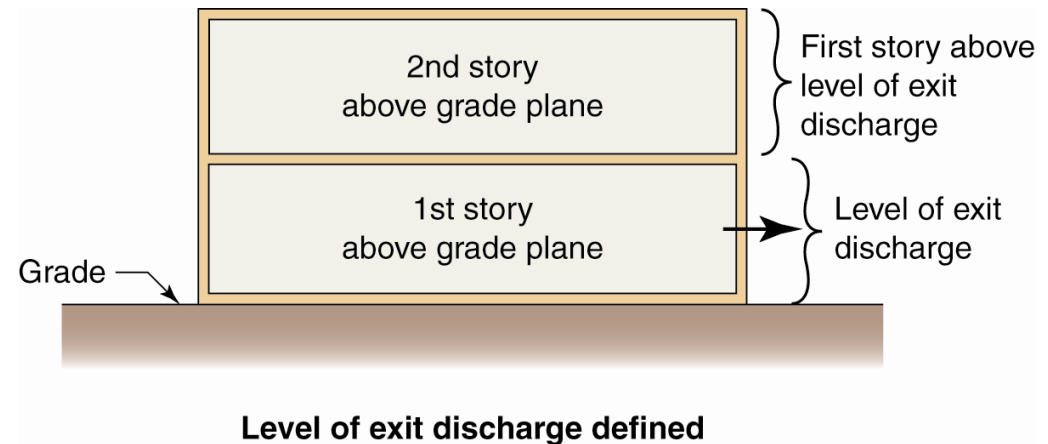 2nd story
above grade plane
First story above
level of exit
discharge
1st story
above grade plane
Level of exit
discharge
Grade
Level of exit discharge defined